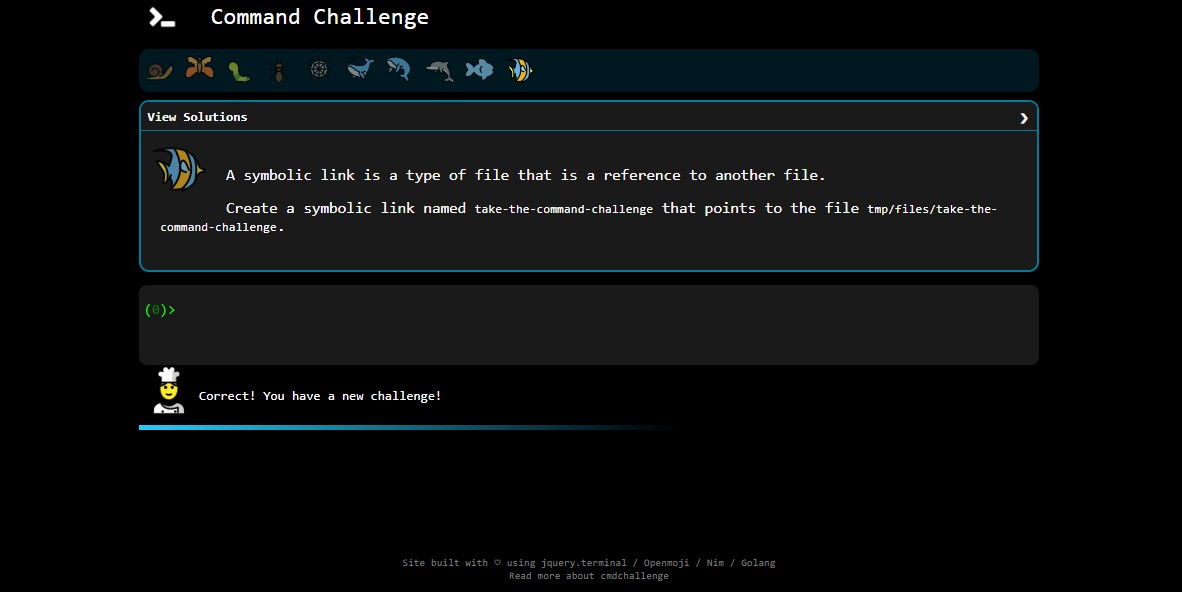 Command Challenge
View Solutions
A symbolic link is a type of file that is a reference to another file.
Create a symbolic link named take-the-command-challenge that points to the file tmp/files/take-the-
command-challenge.
(0)>
Correct! You have a new challenge!
Site built with ♡ using jquery.terminal / Openmoji / Nim / Golang
Read more about cmdchallenge